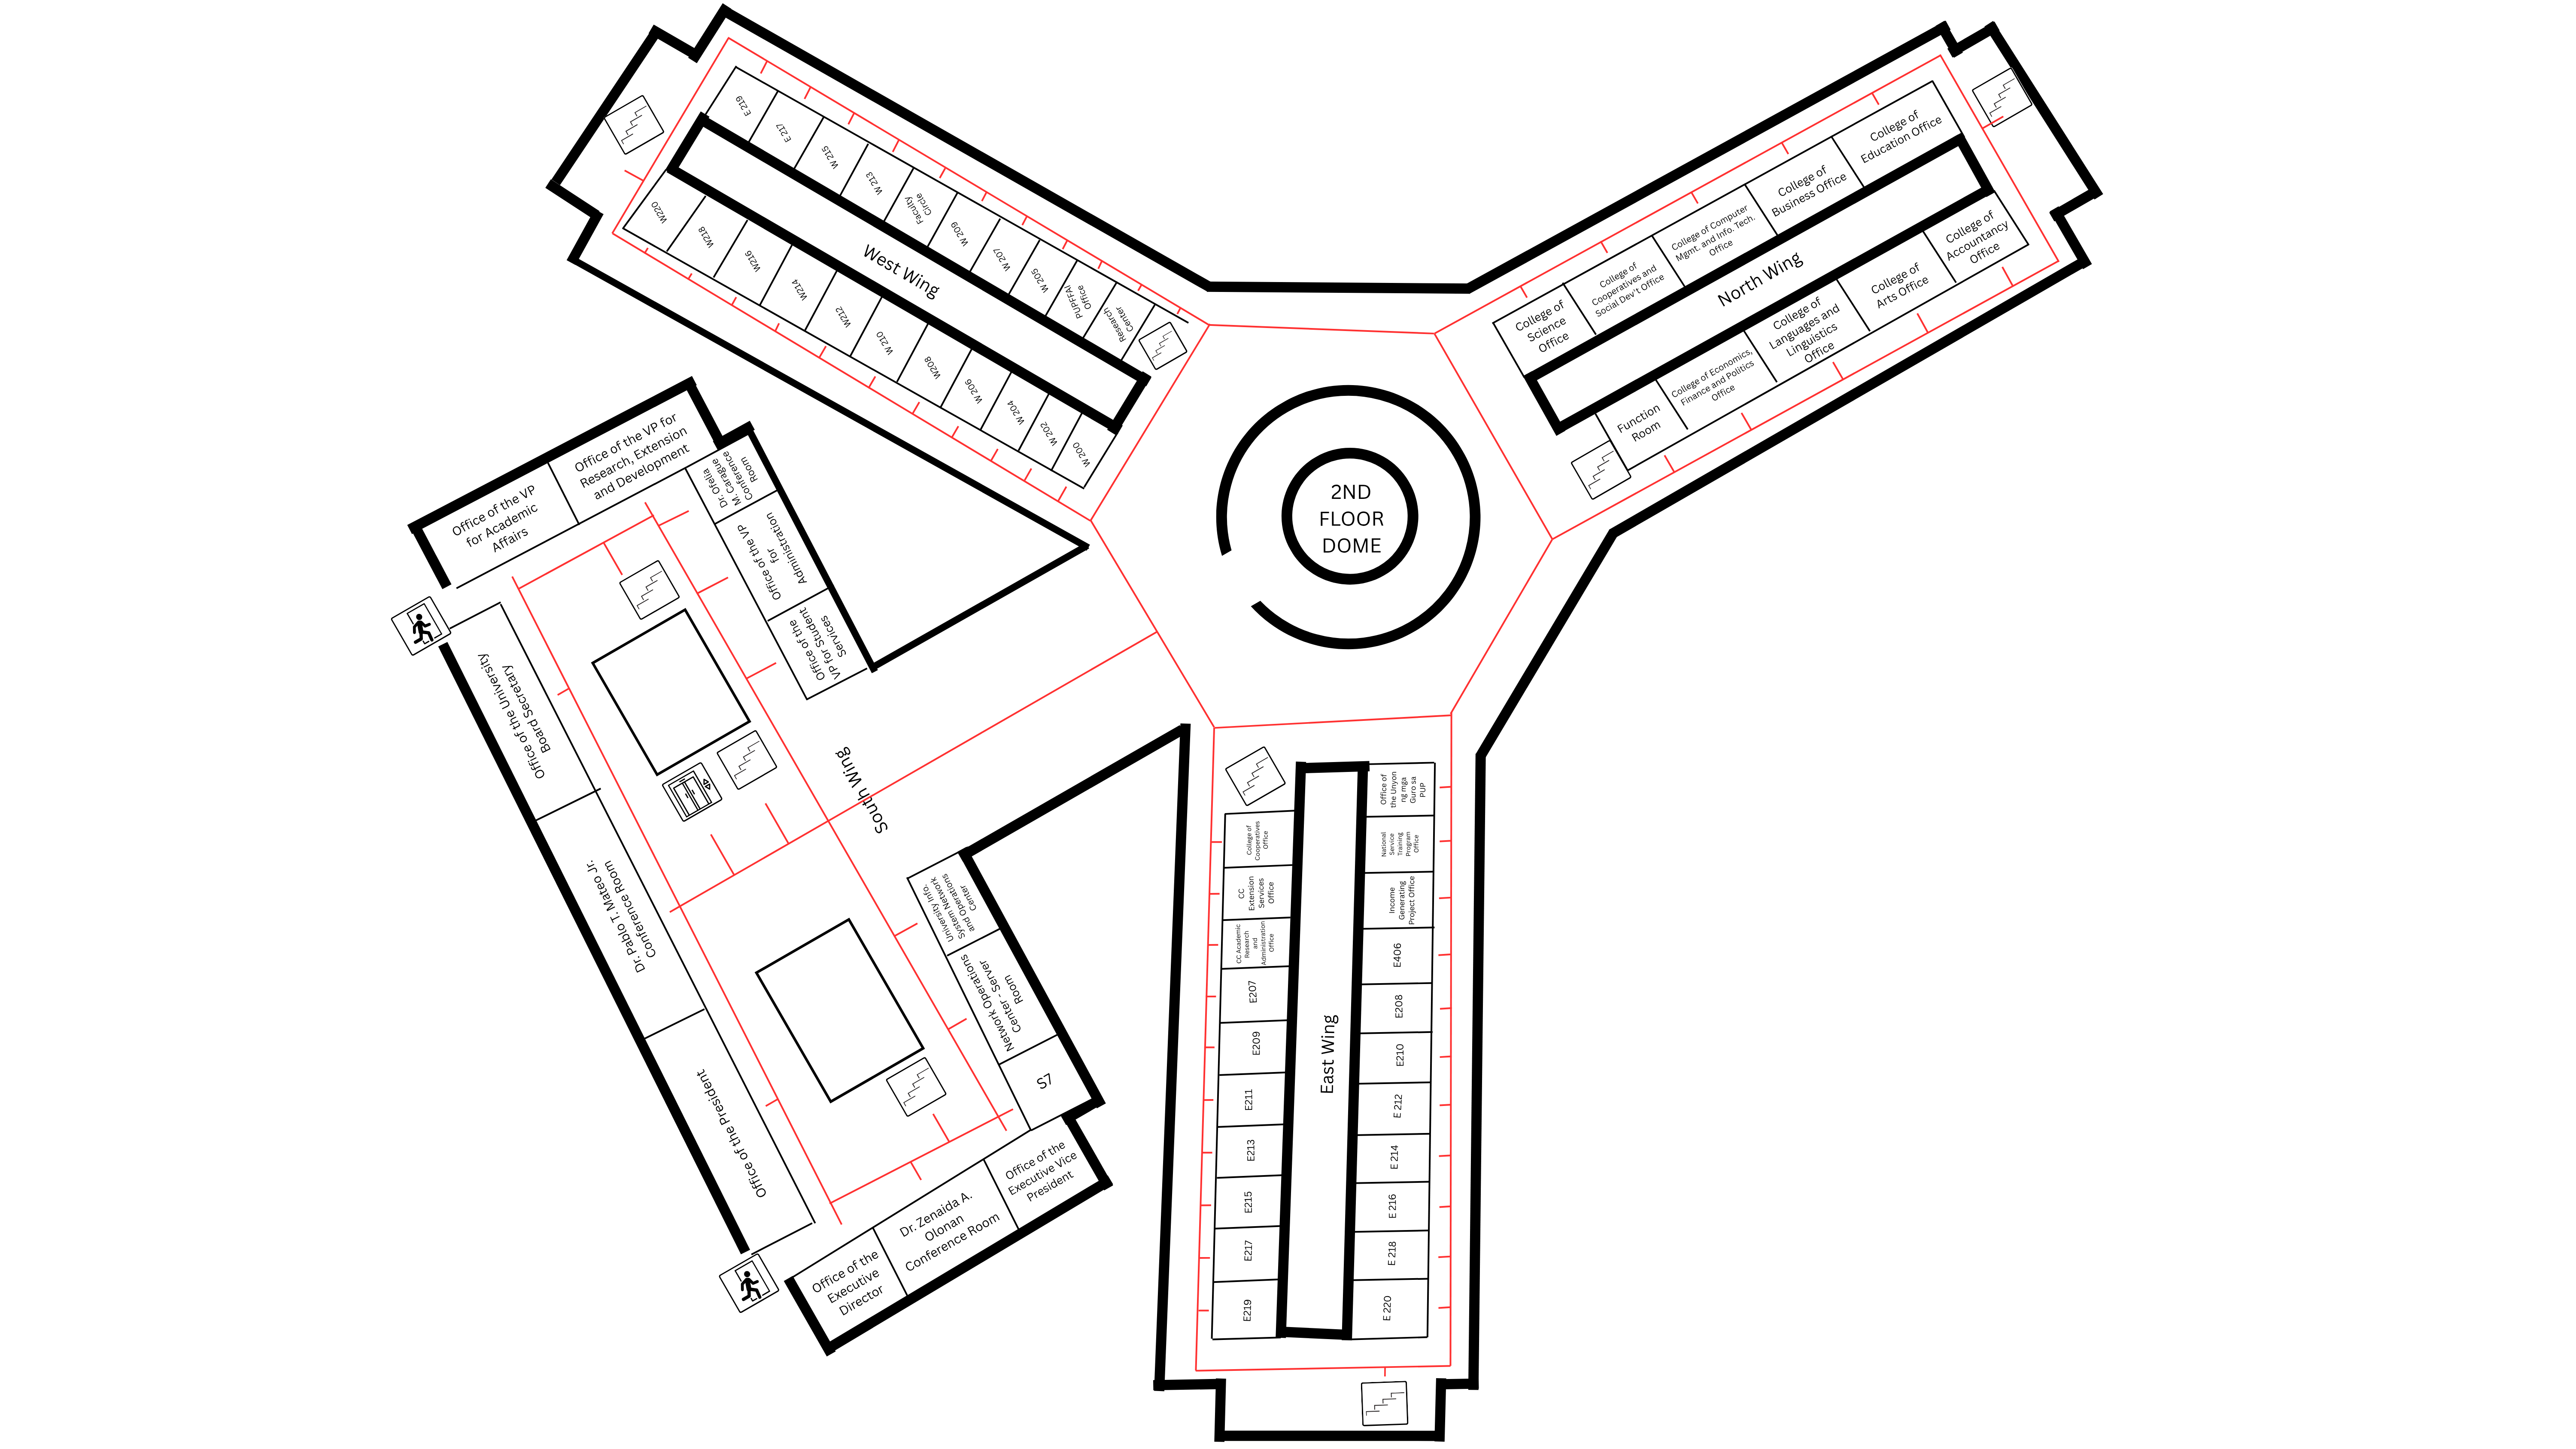 E 219
E 217
W 215
W 213
Faculty
Circle
W 209
W 207
W 205
PUPFFAI
Office
Research
Center
West Wing
W220
W218
W216
W214
W212
W 210
W208
W 206
W 204
W 202
W 200
College of
Education Office
College of
Business Office
College of Computer
Mgmt. and Info. Tech.
Office
College of
Cooperatives and
Social Dev't Office
College of
Science
Office
North Wing
College of
Accountancy
Office
College of
Arts Office
College of
Languages and
Linguistics
Office
College of Economics,
Finance and Politics
Office
Function
Room
2ND
FLOOR
DOME
Office of the VP
for Academic
Affairs
Office of the VP for
Research, Extension
and Development
Dr. Ofelia
M. Carague
Conference
Room
Office of the VP
for
Administration
Office of the
VP for Student
Services
Office of the University
Board Secretary
Dr. Pablo T. Mateo Jr.
Conference Room
Office of the President
South Wing
University Info.
System Network
and Operations
Center
Network Operations
Center - Server
Room
S7
Office of the
Executive Vice
President
Dr. Zenaida A.
Olonan
Conference Room
Office of the
Executive
Director
East Wing
College of
Cooperatives
Office
CC
Extension
Services
Office
CC Academic
Research
and
Administration
Office
E207
E209
E211
E213
E215
E217
E219
Office of
the Unyon
ng mga
Guro sa
PUP
National
Service
Training
Program
Office
Income
Generating
Project Office
E406
E208
E210
E 212
E 214
E 216
E 218
E 220